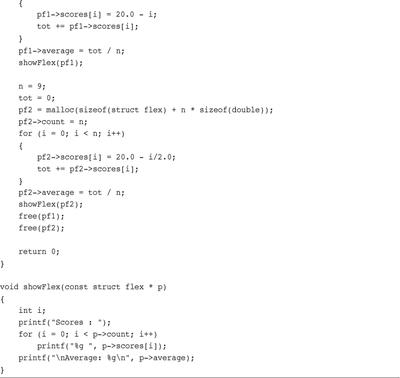 {
pf1->scores[i] = 20.0 - i;
tot += pf1->scores[i];
}
pf1->average = tot / n;
showFlex(pf1);
n = 9;
tot = 0;
pf2 = malloc(sizeof(struct flex) + n * sizeof(double));
pf2->count = n;
for (i = 0; i < n; i++)
{
pf2->scores[i] = 20.0 - i/2.0;
tot += pf2->scores[i];
}
pf2->average = tot / n;
showFlex(pf2);
free(pf1);
free(pf2);
return 0;
}
void showFlex(const struct flex * p)
{
int i;
printf("Scores : ");
for (i = 0; i < p->count; i++)
printf("%g ", p->scores[i]);
printf("\nAverage: %g\n", p->average);
}